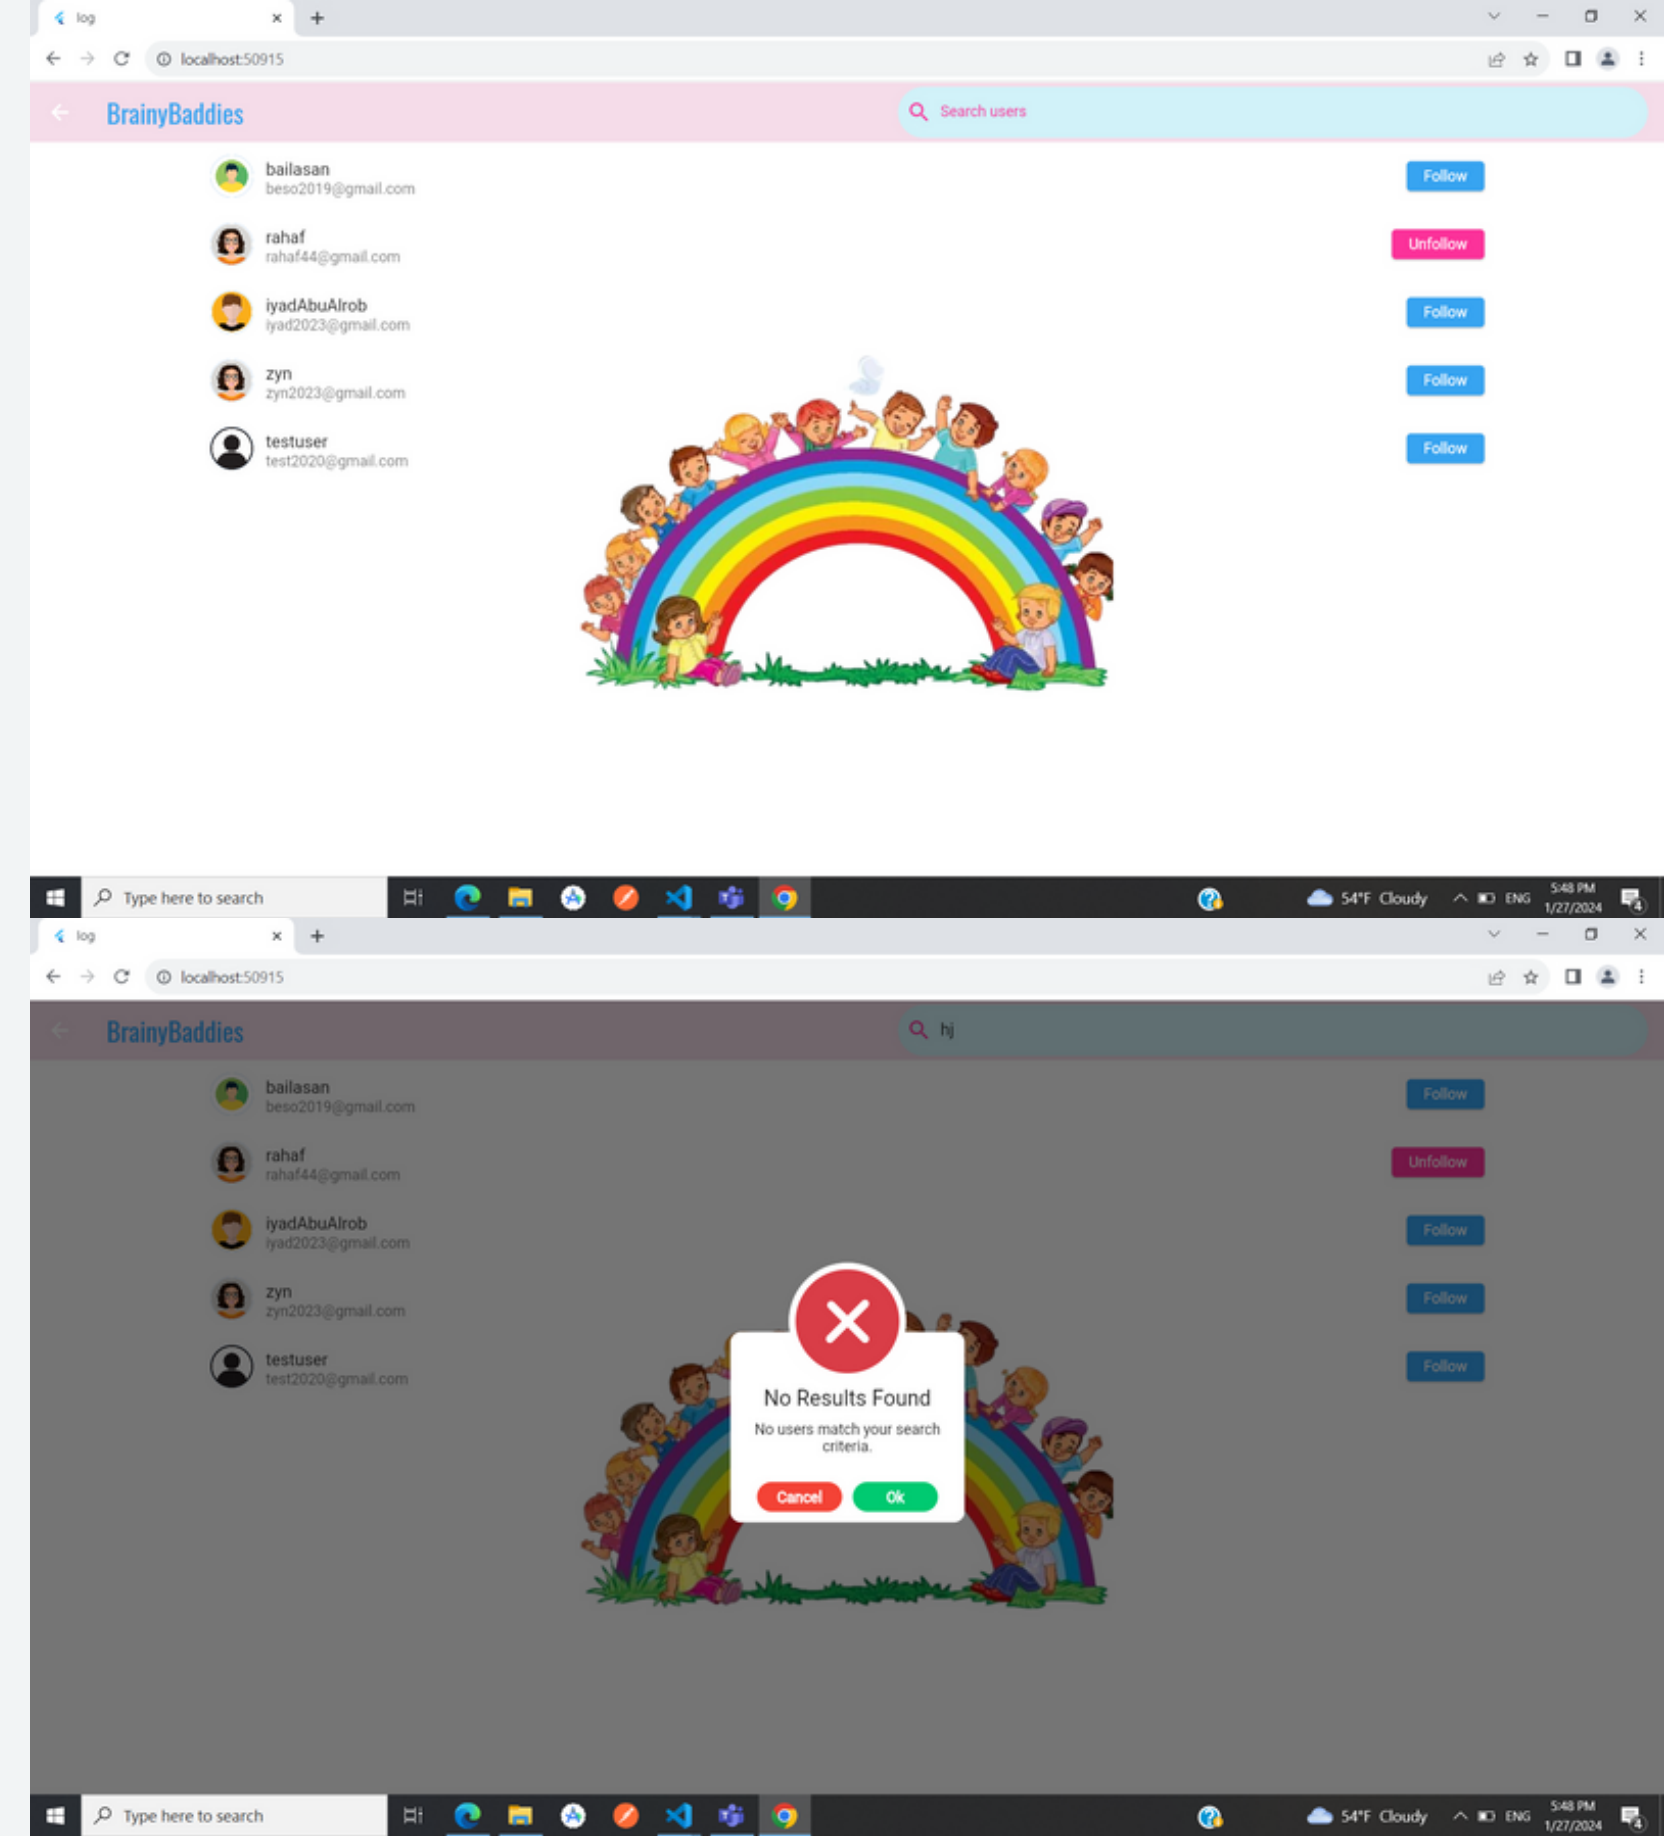 log
localhost:50915
BrainyBaddies
Search users
bailasan
beso2019@gmail.com
Follow
rahaf
rahaf44@gmail.com
Unfollow
iyadAbuAlrob
iyad2023@gmail.com
Follow
zyn
zyn2023@gmail.com
Follow
testuser
test2020@gmail.com
Follow
Type here to search
54°F Cloudy
ENG
5:48 PM
1/27/2024
4
log
localhost:50915
BrainyBaddies
hj
bailasan
beso2019@gmail.com
Follow
rahaf
rahaf44@gmail.com
Unfollow
iyadAbuAlrob
iyad2023@gmail.com
Follow
zyn
zyn2023@gmail.com
Follow
testuser
test2020@gmail.com
Follow
No Results Found
No users match your search
criteria.
Cancel
Ok
Type here to search
54°F Cloudy
ENG
5:48 PM
1/27/2024
4